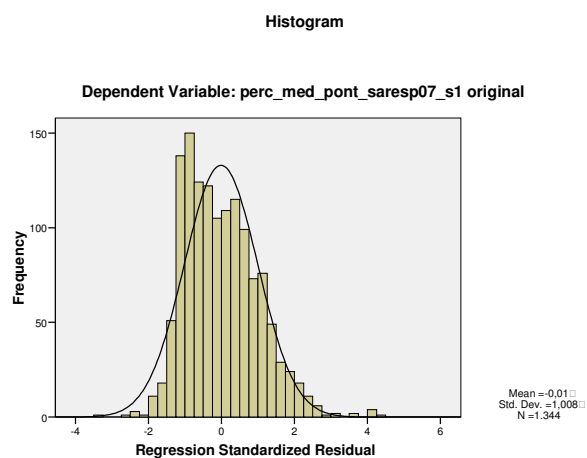 Histogram
Dependent Variable: perc_med_pont_saresp07_s1 original
150
100
50
0
Frequency
-4 -2 0 2 4 6
Regression Standardized Residual
Mean =-0,01
Std. Dev. =1,008
N =1.344